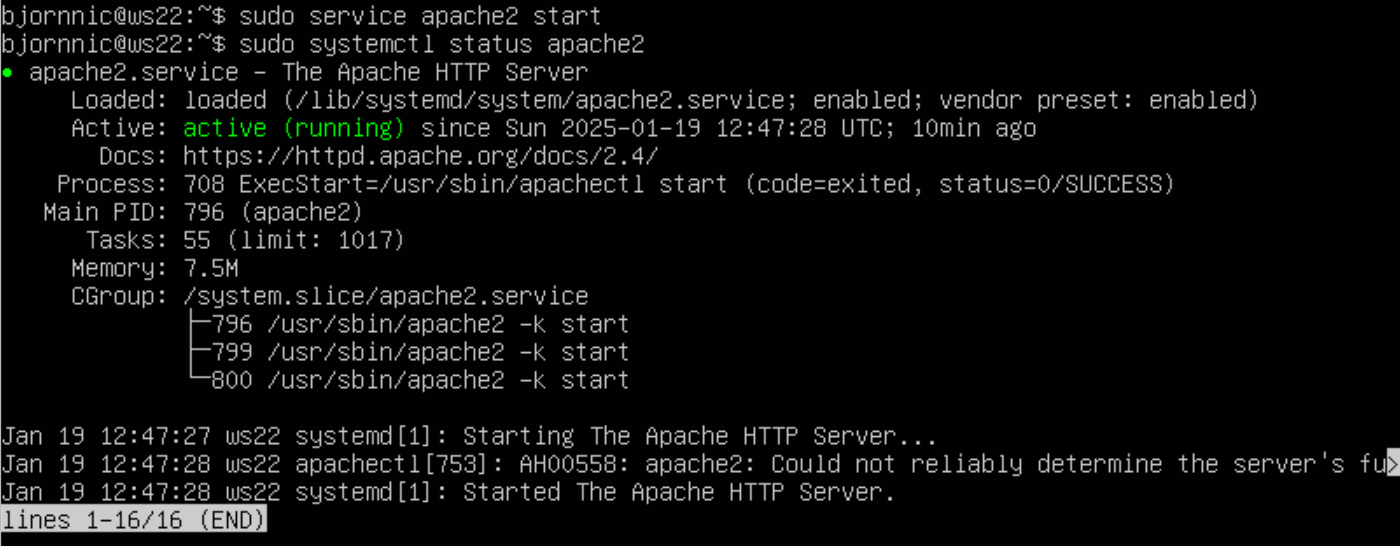 bjornnic@ws22:~$ sudo service apache2 start
bjornnic@ws22:~$ sudo systemctl status apache2
● apache2.service – The Apache HTTP Server
     Loaded: loaded (/lib/systemd/system/apache2.service; enabled; vendor preset: enabled)
     Active: active (running) since Sun 2025-01-19 12:47:28 UTC; 10min ago
       Docs: https://httpd.apache.org/docs/2.4/
    Process: 708 ExecStart=/usr/sbin/apachectl start (code=exited, status=0/SUCCESS)
   Main PID: 796 (apache2)
      Tasks: 55 (limit: 1017)
     Memory: 7.5M
     CGroup: /system.slice/apache2.service
             ├─796 /usr/sbin/apache2 -k start
             ├─799 /usr/sbin/apache2 -k start
             └─800 /usr/sbin/apache2 -k start
Jan 19 12:47:27 ws22 systemd[1]: Starting The Apache HTTP Server...
Jan 19 12:47:28 ws22 apachectl[753]: AH00558: apache2: Could not reliably determine the server's fu>
Jan 19 12:47:28 ws22 systemd[1]: Started The Apache HTTP Server.
lines 1-16/16 (END)